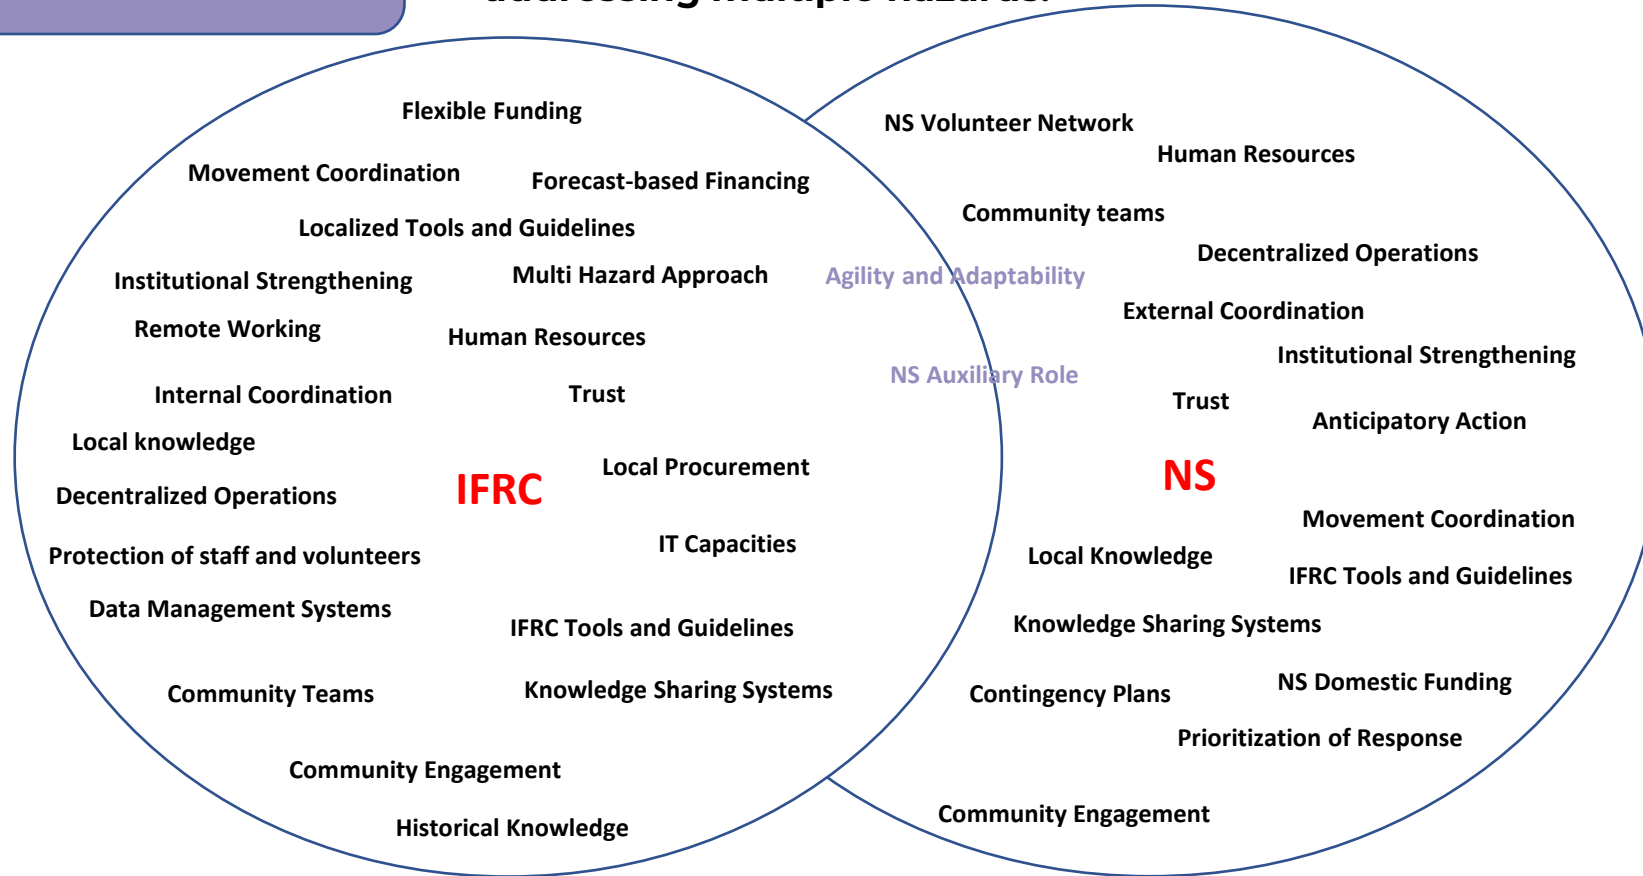 addressing multiple hazards.
Flexible Funding
Movement Coordination
Forecast-based Financing
Localized Tools and Guidelines
Institutional Strengthening
Multi Hazard Approach
Remote Working
Human Resources
Internal Coordination
Trust
Local knowledge
Local Procurement
IFRC
Decentralized Operations
IT Capacities
Protection of staff and volunteers
Data Management Systems
IFRC Tools and Guidelines
Community Teams
Knowledge Sharing Systems
Community Engagement
Historical Knowledge
Agility and Adaptability
NS Auxiliary Role
NS Volunteer Network
Human Resources
Community teams
Decentralized Operations
External Coordination
Institutional Strengthening
Trust
Anticipatory Action
NS
Movement Coordination
Local Knowledge
IFRC Tools and Guidelines
Knowledge Sharing Systems
NS Domestic Funding
Contingency Plans
Prioritization of Response
Community Engagement